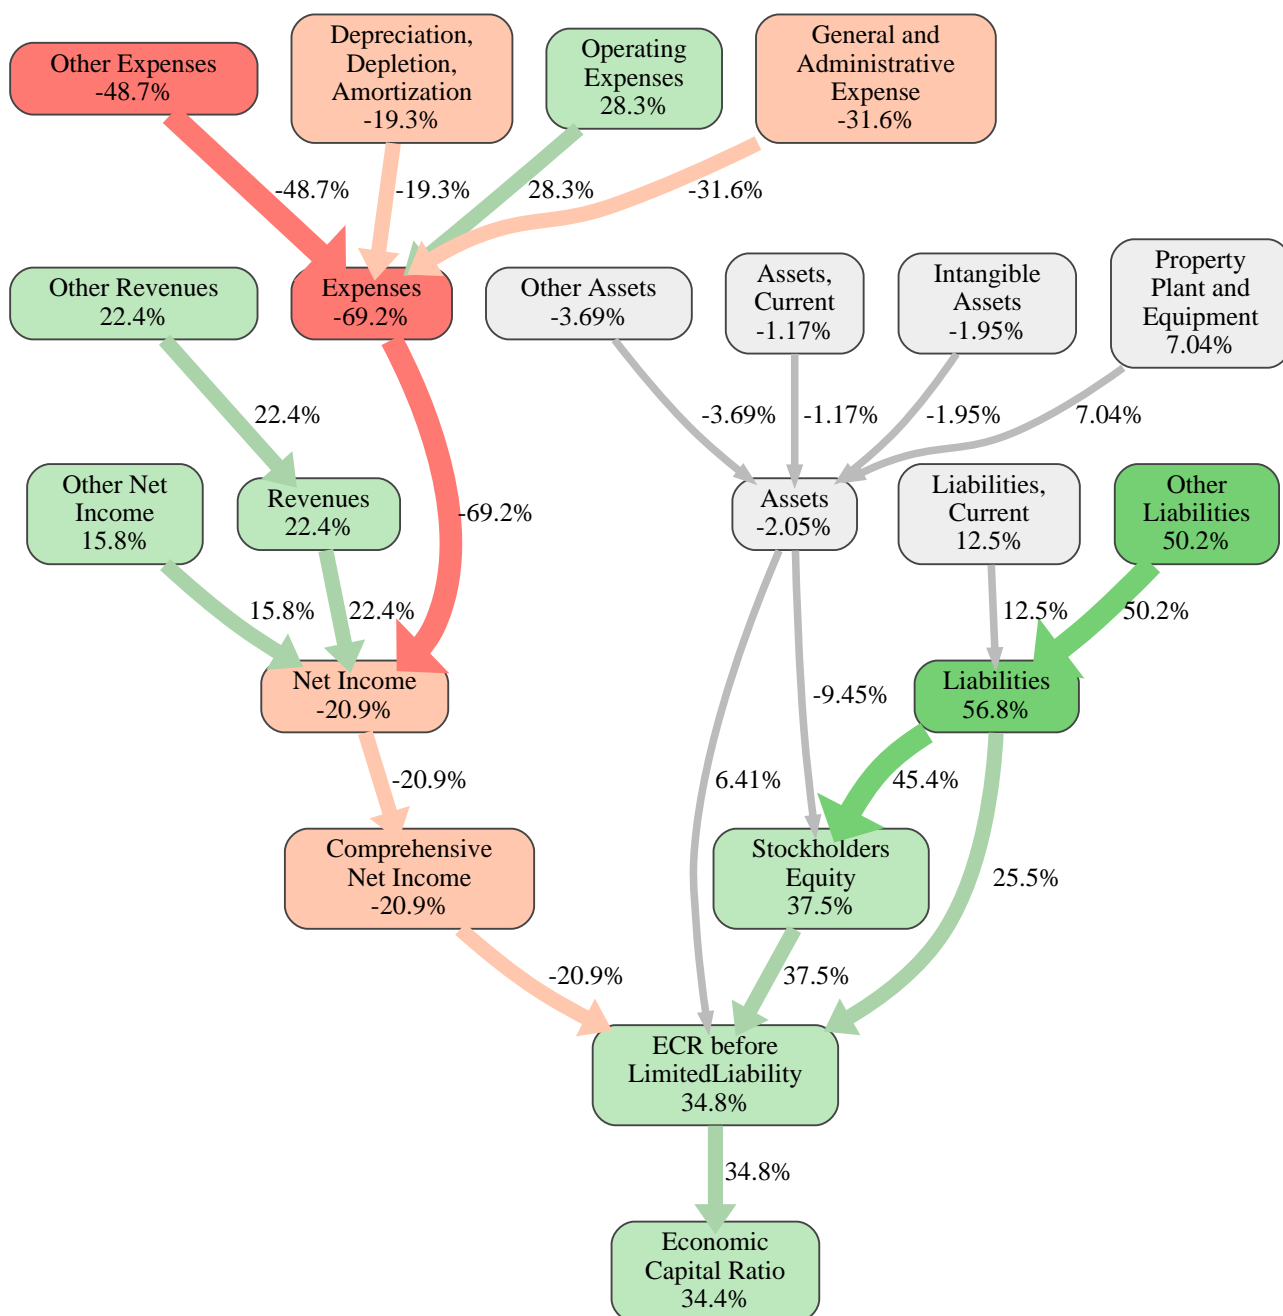 Other Expenses
-48.7%
Depreciation,
Depletion,
Amortization
-19.3%
Operating
Expenses
28.3%
General and
Administrative
Expense
-31.6%
-48.7%
-19.3%
28.3%
-31.6%
Other Revenues
22.4%
Expenses
-69.2%
Other Assets
-3.69%
Assets,
Current
-1.17%
Intangible
Assets
-1.95%
Property
Plant and
Equipment
7.04%
22.4%
-3.69%
-1.17%
-1.95%
7.04%
Other Net
Income
15.8%
Revenues
22.4%
-69.2%
Assets
-2.05%
Liabilities,
Current
12.5%
Other
Liabilities
50.2%
15.8%
22.4%
12.5%
50.2%
Net Income
-20.9%
-9.45%
Liabilities
56.8%
-20.9%
6.41%
45.4%
Comprehensive
Net Income
-20.9%
Stockholders
Equity
37.5%
25.5%
-20.9%
37.5%
ECR before
LimitedLiability
34.8%
34.8%
Economic
Capital Ratio
34.4%